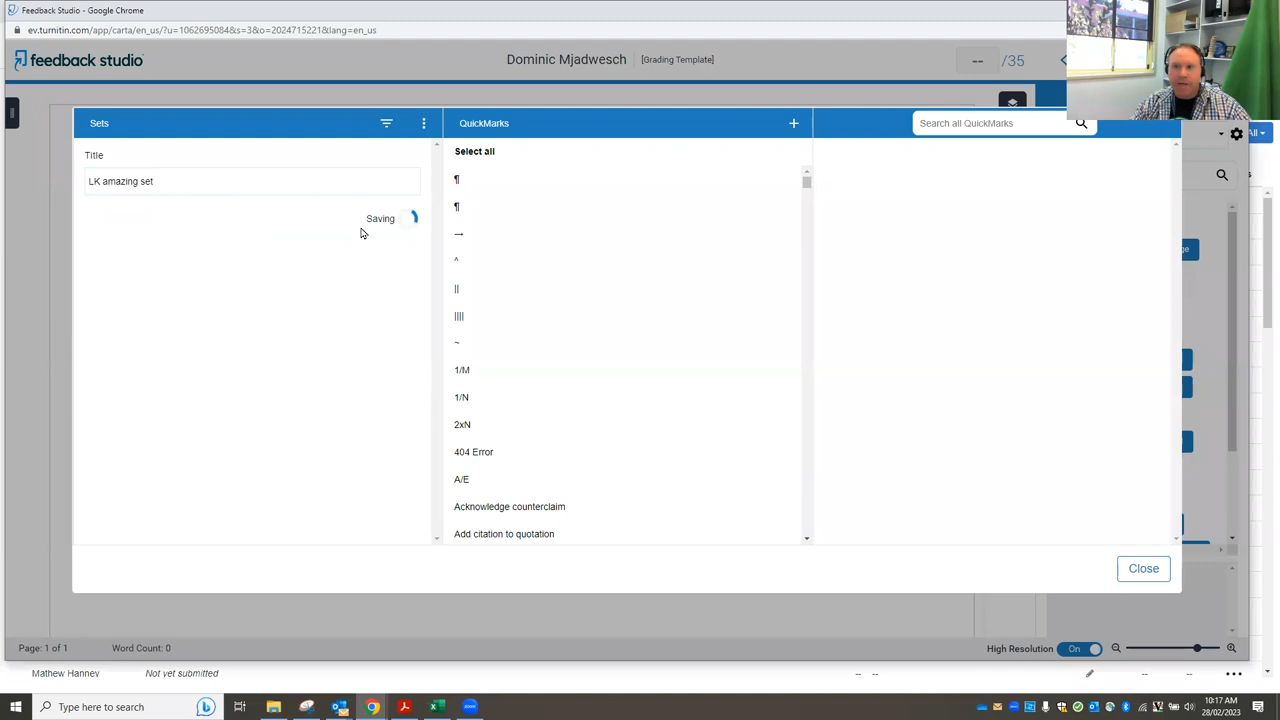 Feedback Studio - Google Chrome
ev.turnitin.com/app/carta/en_us/?u=1062695084&s=3&o=2024715221&lang=en_us
feedback studio
Dominic Mjadwesch
[Grading Template]
-- /35
Sets
QuickMarks
+
Search all QuickMarks
All
Title
LK amazing set
Saving
Select all
¶
¶
→
^
||
||||
~
1/M
1/N
2xN
404 Error
A/E
Acknowledge counterclaim
Add citation to quotation
Close
Page: 1 of 1
Word Count: 0
High Resolution
On
Mathew Hanney
Not yet submitted
-- --
--
--
Type here to search
10:17 AM
28/02/2023